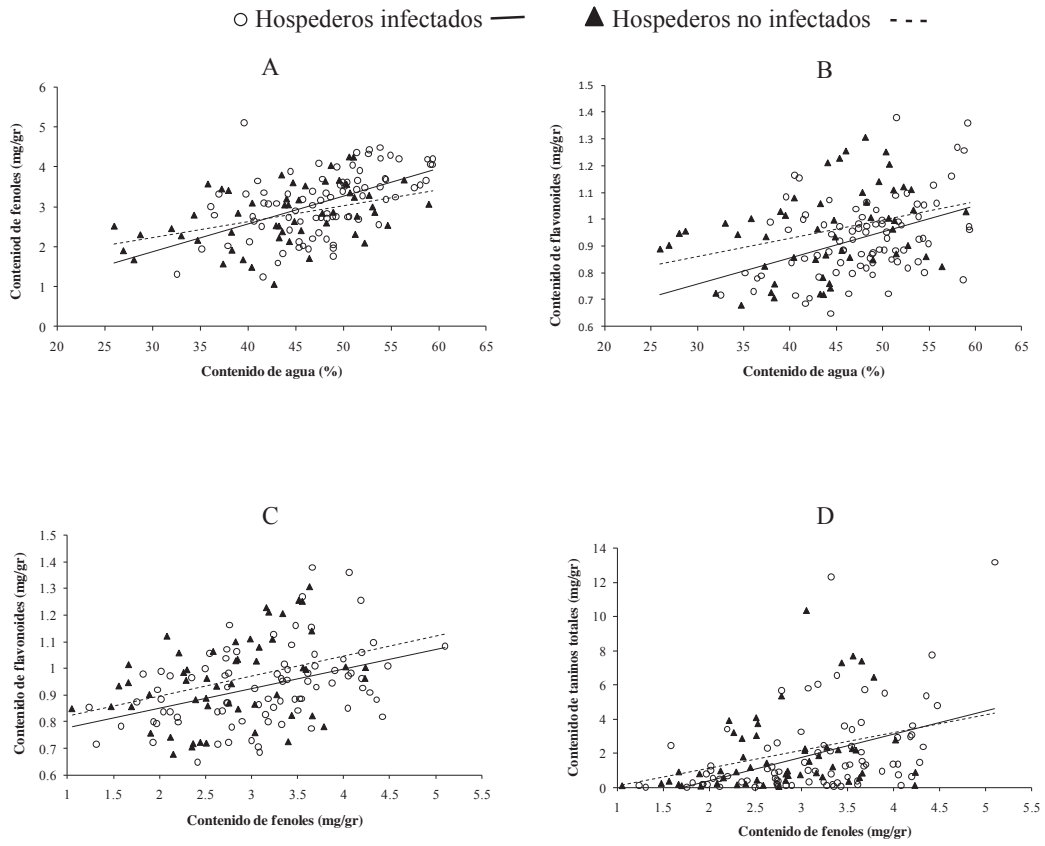 Hospederos infectados
Hospederos no infectados
A
6
5
4
3
2
1
0
20 25 30 35 40 45 50 55 60 65
Conteniod de fenoles (mg/gr)
Contenido de agua (%)
B
1.5
1.4
1.3
1.2
1.1
1
0.9
0.8
0.7
0.6
20 25 30 35 40 45 50 55 60 65
Contenido de flavonoides (mg/gr)
Contenido de agua (%)
C
1.5
1.4
1.3
1.2
1.1
1
0.9
0.8
0.7
0.6
1 1.5 2 2.5 3 3.5 4 4.5 5 5.5
Contenido de flavonoides (mg/gr)
Contenido de fenoles (mg/gr)
D
14
12
10
8
6
4
2
0
1 1.5 2 2.5 3 3.5 4 4.5 5 5.5
Contenido de taninos totales (mg/gr)
Contenido de fenoles (mg/gr)